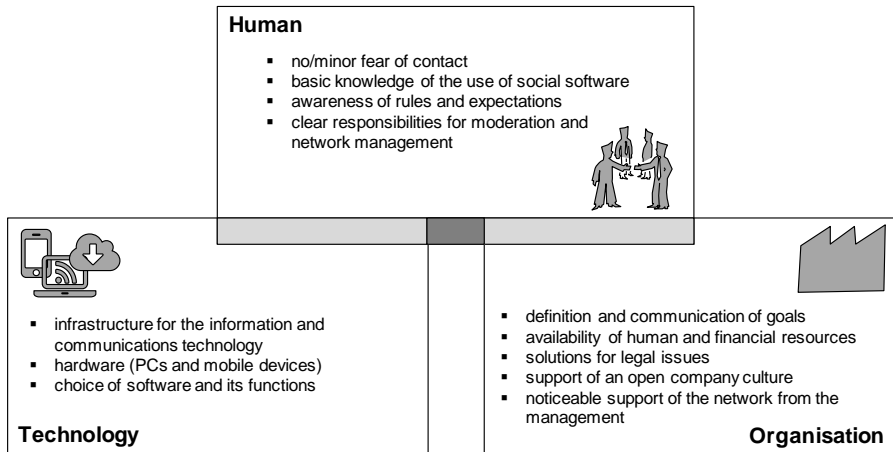 Human
▪ no/minor fear of contact
▪ basic knowledge of the use of social software
▪ awareness of rules and expectations
▪ clear responsibilities for moderation and
network management
▪ infrastructure for the information and
communications technology
▪ hardware (PCs and mobile devices)
▪ choice of software and its functions
Technology
▪ definition and communication of goals
▪ availability of human and financial resources
▪ solutions for legal issues
▪ support of an open company culture
▪ noticeable support of the network from the
management
Organisation